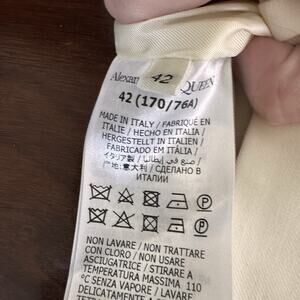 Alexan 42 QUEEN
42 (170/76A)
MADE IN ITALY / FABRIQUÉ EN
ITALIE / HECHO EN ITALIA /
HERGESTELLT IN ITALIEN /
FABRICADO EM ITÁLIA /
イタリア製 / صنع في إيطاليا /
产地: 意大利 / СДЕЛАНО В
ИТАЛИИ
NON LAVARE / NON TRATTARE
CON CLORO / NON USARE
ASCIUGATRICE / STIRARE A
TEMPERATURA MASSIMA 110
°C SENZA VAPORE / LAVARE
DELICATAMENTE A